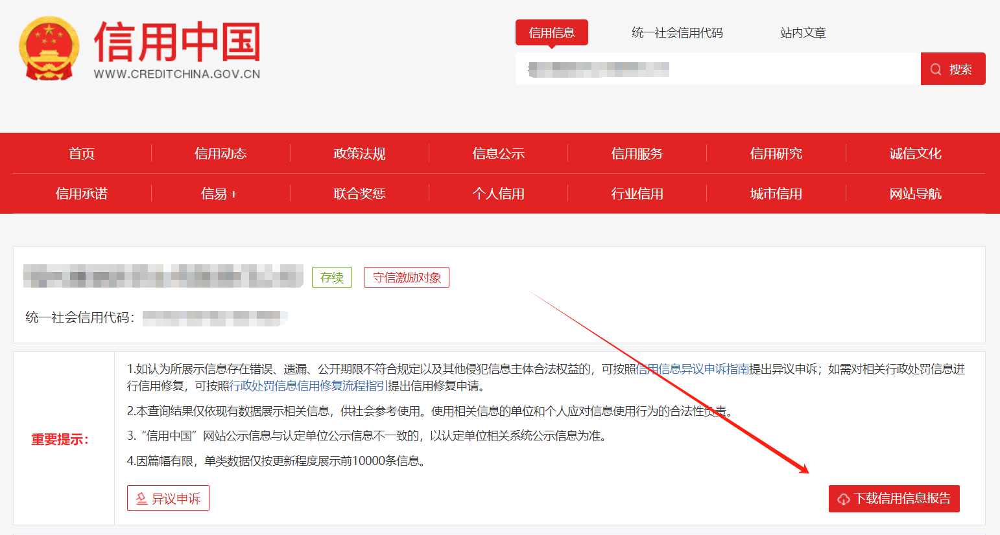 信用中国
WWW.CREDITCHINA.GOV.CN
信用信息 统一社会信用代码 站内文章
搜索
首页 信用动态 政策法规 信息公示 信用服务 信用研究 诚信文化
信用承诺 信易+ 联合奖惩 个人信用 行业信用 城市信用 网站导航
存续 守信激励对象
统一社会信用代码：
重要提示：
1.如认为所展示信息存在错误、遗漏、公开期限不符合规定以及其他侵犯信息主体合法权益的，可按照信用信息异议申诉指南提出异议申诉；如需对相关行政处罚信息进
行信用修复，可按照行政处罚信息信用修复流程指引提出信用修复申请。
2.本查询结果仅依现有数据展示相关信息，供社会参考使用。使用相关信息的单位和个人应对信息使用行为的合法性负责。
3.“信用中国”网站公示信息与认定单位公示信息不一致的，以认定单位相关系统公示信息为准。
4.因篇幅有限，单类数据仅按更新程度展示前10000条信息。
异议申诉
下载信用信息报告